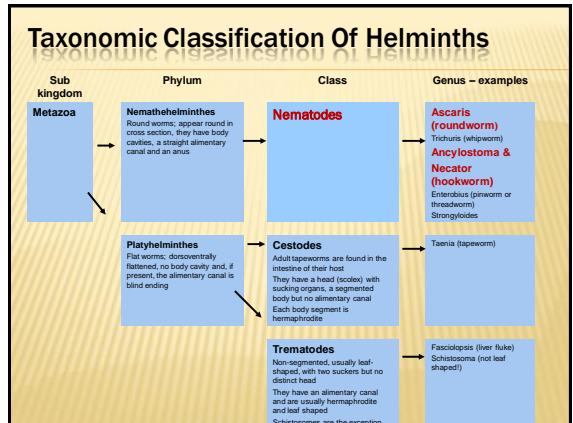 Taxonomic Classification Of Helminths
Sub
kingdom
Phylum
Class
Genus – examples
Metazoa
Nemathehelminthes
Round worms; appear round in
cross section, they have body
cavities, a straight alimentary
canal and an anus
Nematodes
Ascaris
(roundworm)
Trichuris (whipworm)
Ancylostoma &
Necator
(hookworm)
Enterobius (pinworm or
threadworm)
Strongyloides
Platyhelminthes
Flat worms; dorsoventrally
flattened, no body cavity and, if
present, the alimentary canal is
blind ending
Cestodes
Adult tapeworms are found in the
intestine of their host
They have a head (scolex) with
sucking organs, a segmented
body but no alimentary canal
Each body segment is
hermaphrodite
Taenia (tapeworm)
Trematodes
Non-segmented, usually leaf-
shaped, with two suckers but no
distinct head
They have an alimentary canal
and are usually hermaphrodite
and leaf shaped
Schistosomes are the exception
Fasciolopsis (liver fluke)
Schistosoma (not leaf
shaped!)